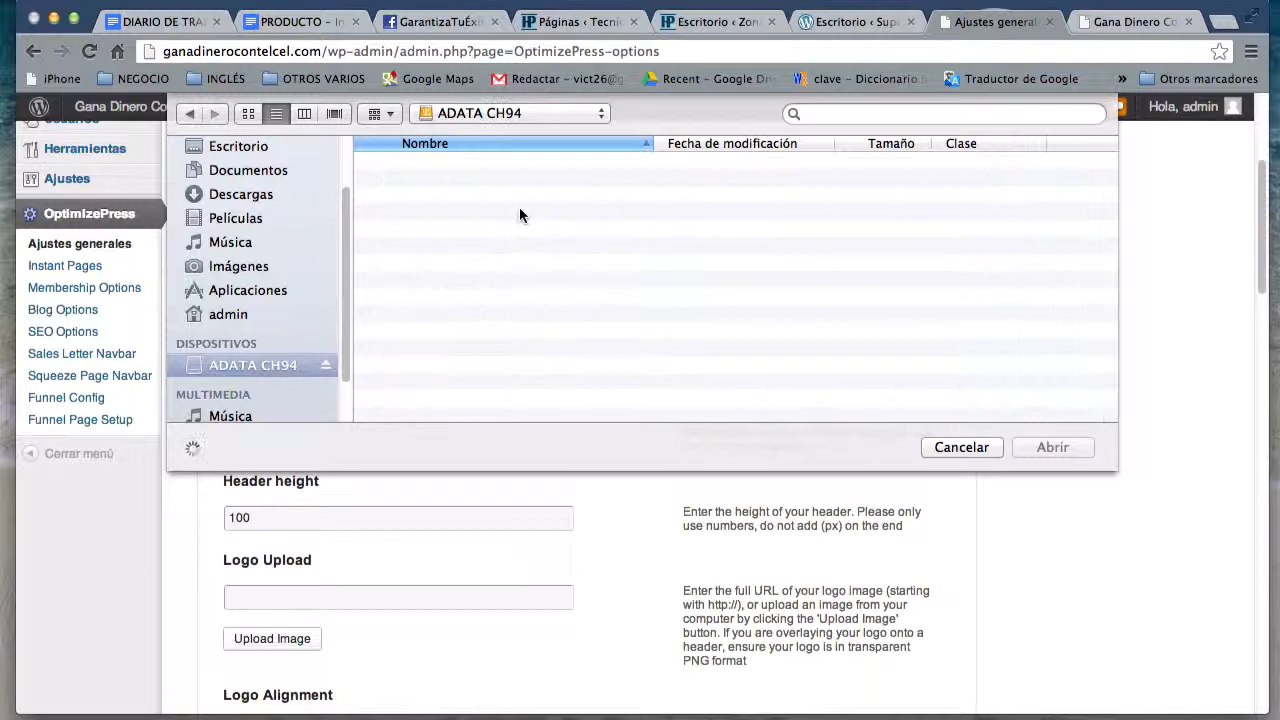 DIARIO DE TRA
PRODUCTO – In
GarantizaTuÉxi
Páginas ‹ Tecni
Escritorio ‹ Zon
Escritorio ‹ Sup
Ajustes general
Gana Dinero Co
ganadinerocontelcel.com/wp-admin/admin.php?page=OptimizePress-options
iPhone
NEGOCIO
INGLÉS
OTROS VARIOS
Google Maps
Redactar – vict26@g
Recent – Google Dri
clave – Diccionario.
Traductor de Google
»
Otros marcadores
Gana Dinero Co
Hola, admin
ADATA CH94
Nombre
Fecha de modificación
Tamaño
Clase
Usuarios
Herramientas
Ajustes
OptimizePress
Ajustes generales
Instant Pages
Membership Options
Blog Options
SEO Options
Sales Letter Navbar
Squeeze Page Navbar
Funnel Config
Funnel Page Setup
Cerrar menú
Escritorio
Documentos
Descargas
Películas
Música
Imágenes
Aplicaciones
admin
DISPOSITIVOS
ADATA CH94
MULTIMEDIA
Música
Cancelar
Abrir
Header height
100
Enter the height of your header. Please only
use numbers, do not add (px) on the end
Logo Upload
Enter the full URL of your logo image (starting
with http://), or upload an image from your
computer by clicking the 'Upload Image'
button. If you are overlaying your logo onto a
header, ensure your logo is in transparent
PNG format
Upload Image
Logo Alignment